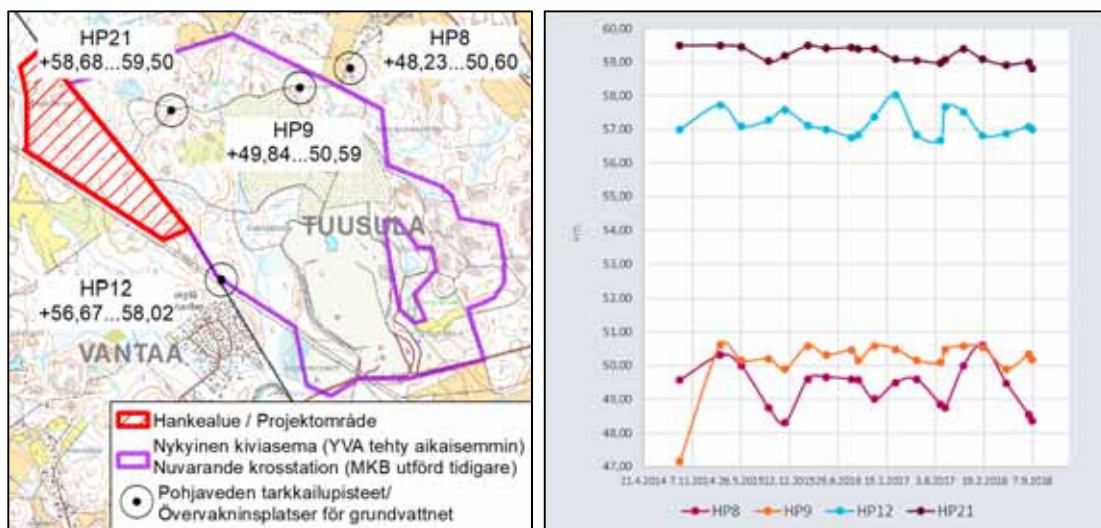 HP21
+58,68...59,50
HP8
+48,23...50,60
HP9
+49,84...50,59
TUUSULA
HP12
+56,67...58,02
VANTAA
Hankealue / Projektområde
Nykyinen kiviasema (YVA tehty aikaisemmin)
Nuvarande krosstation (MKB utförd tidigare)
Pohjaveden tarkkailupisteet/
Övervakninsplatser för grundvattnet
60,00
59,00
58,00
57,00
56,00
55,00
54,00
53,00
52,00
51,00
50,00
49,00
48,00
47,00
21.4.2014 7.11.2014 26.5.2015 12.12.2015 29.6.2016 15.1.2017 3.8.2017 19.2.2018 7.9.2018
HP8 HP9 HP12 HP21